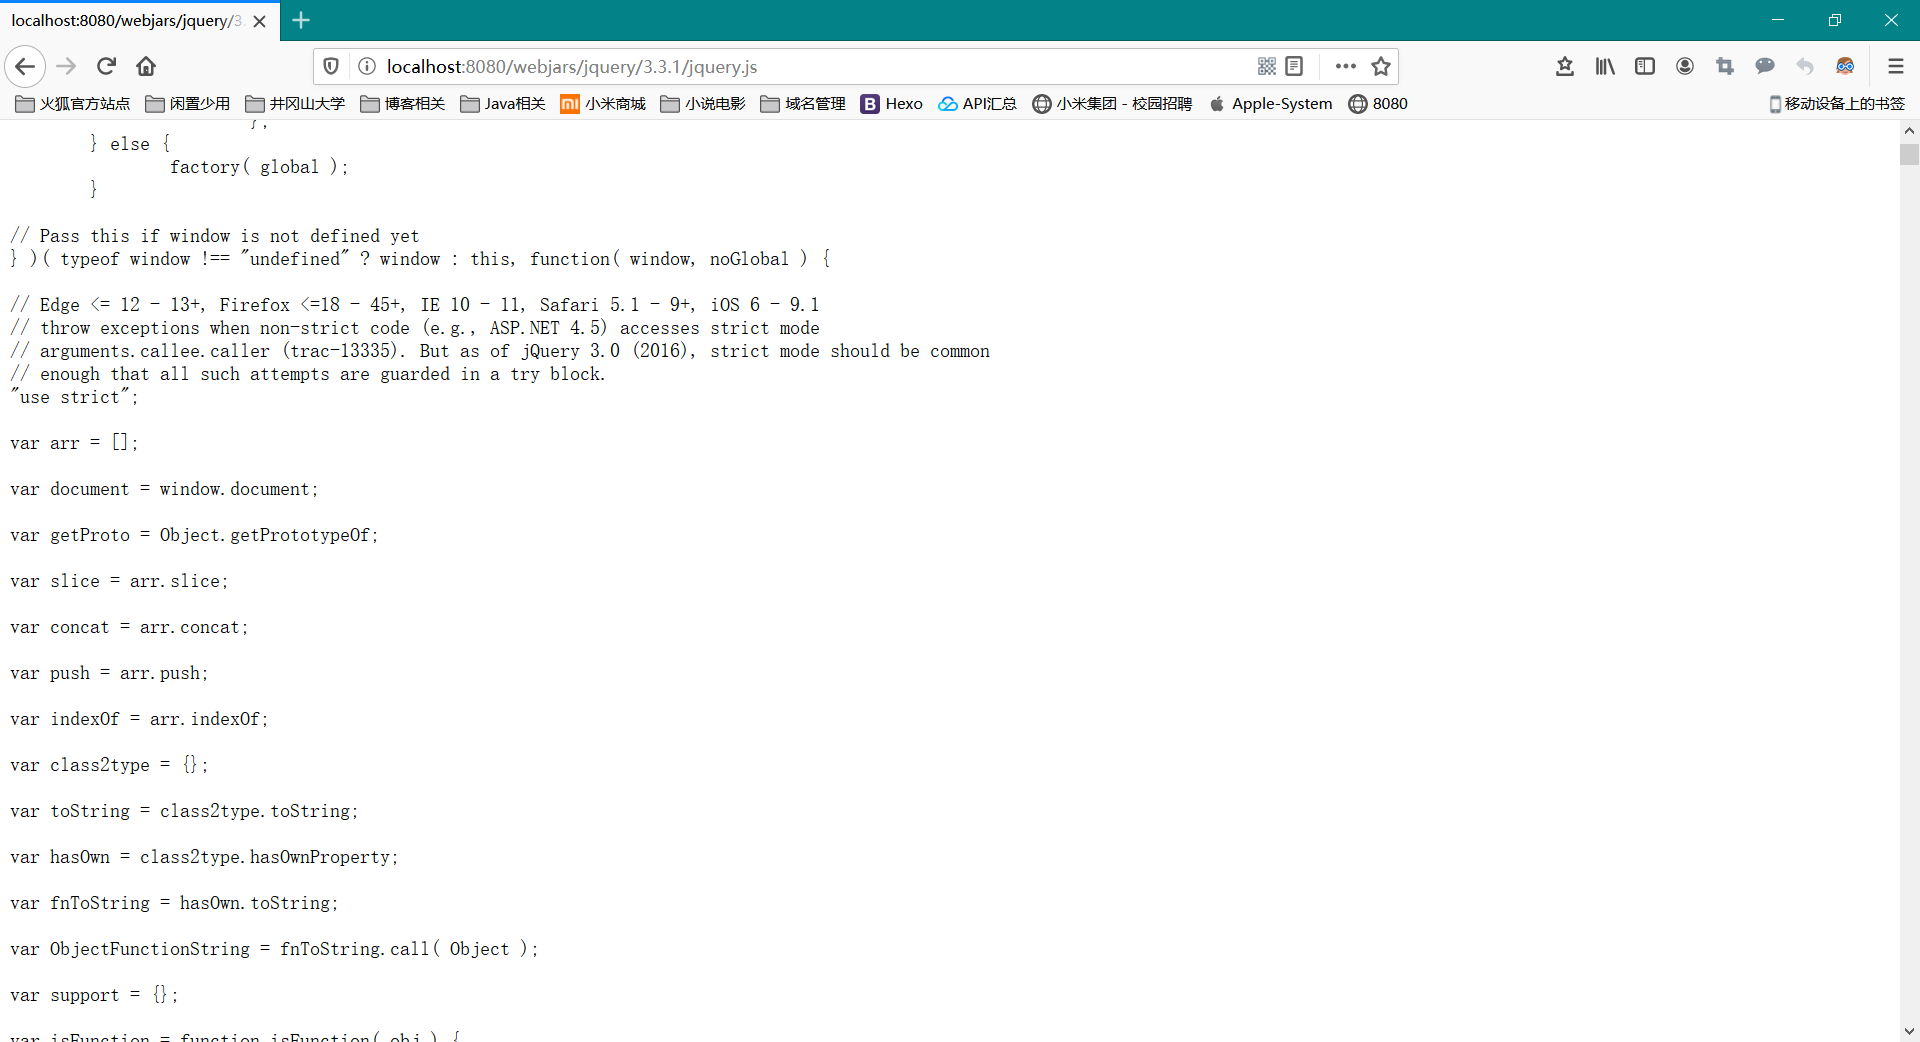 localhost:8080/webjars/jquery/3.
localhost:8080/webjars/jquery/3.3.1/jquery.js
火狐官方站点 闲置少用 井冈山大学 博客相关 Java相关 小米商城 小说电影 域名管理 Hexo API汇总 小米集团 - 校园招聘 Apple-System 8080 移动设备上的书签
};
} else {
factory( global );
}
// Pass this if window is not defined yet
} )( typeof window !== "undefined" ? window : this, function( window, noGlobal ) {
// Edge <= 12 - 13+, Firefox <=18 - 45+, IE 10 - 11, Safari 5.1 - 9+, iOS 6 - 9.1
// throw exceptions when non-strict code (e.g., ASP.NET 4.5) accesses strict mode
// arguments.callee.caller (trac-13335). But as of jQuery 3.0 (2016), strict mode should be common
// enough that all such attempts are guarded in a try block.
"use strict";
var arr = [];
var document = window.document;
var getProto = Object.getPrototypeOf;
var slice = arr.slice;
var concat = arr.concat;
var push = arr.push;
var indexOf = arr.indexOf;
var class2type = {};
var toString = class2type.toString;
var hasOwn = class2type.hasOwnProperty;
var fnToString = hasOwn.toString;
var ObjectFunctionString = fnToString.call( Object );
var support = {};
var isFunction = function isFunction( obj ) {